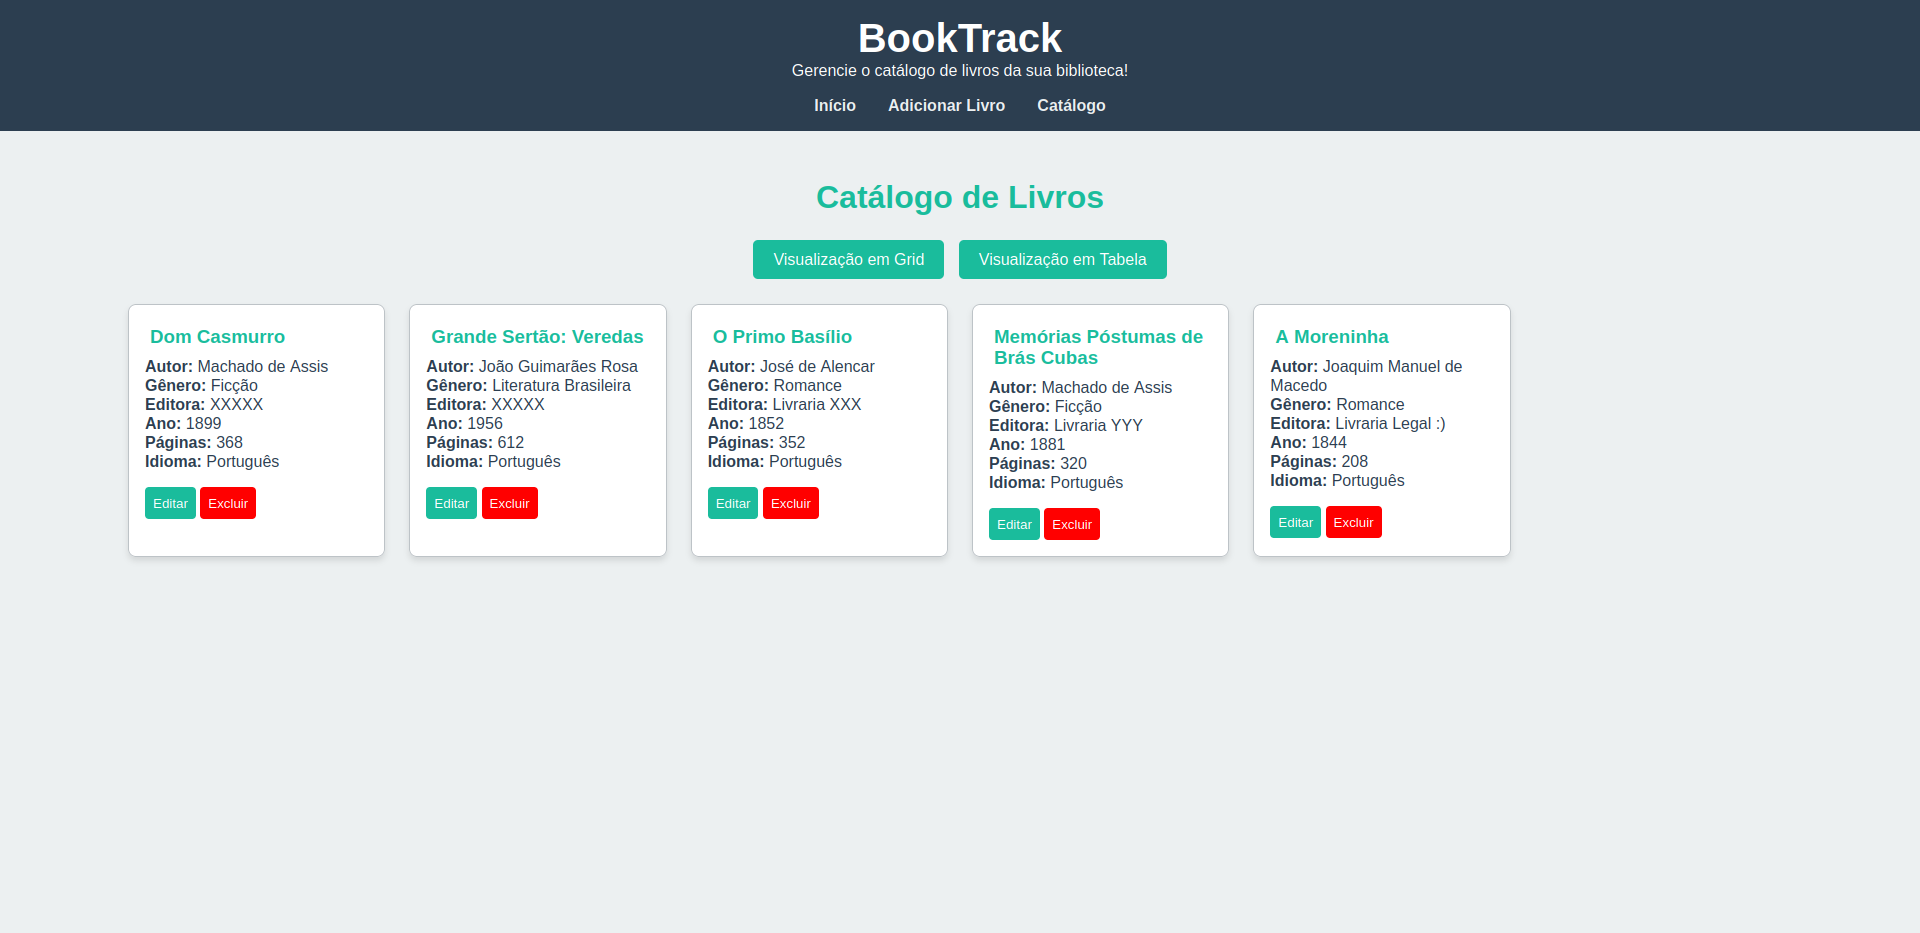 BookTrack
Gerencie o catálogo de livros da sua biblioteca!
Início Adicionar Livro Catálogo
Catálogo de Livros
Visualização em Grid Visualização em Tabela
Dom Casmurro
Autor: Machado de Assis
Gênero: Ficção
Editora: XXXXX
Ano: 1899
Páginas: 368
Idioma: Português
Editar Excluir
Grande Sertão: Veredas
Autor: João Guimarães Rosa
Gênero: Literatura Brasileira
Editora: XXXXX
Ano: 1956
Páginas: 612
Idioma: Português
Editar Excluir
O Primo Basílio
Autor: José de Alencar
Gênero: Romance
Editora: Livraria XXX
Ano: 1852
Páginas: 352
Idioma: Português
Editar Excluir
Memórias Póstumas de
Brás Cubas
Autor: Machado de Assis
Gênero: Ficção
Editora: Livraria YYY
Ano: 1881
Páginas: 320
Idioma: Português
Editar Excluir
A Moreninha
Autor: Joaquim Manuel de
Macedo
Gênero: Romance
Editora: Livraria Legal :)
Ano: 1844
Páginas: 208
Idioma: Português
Editar Excluir